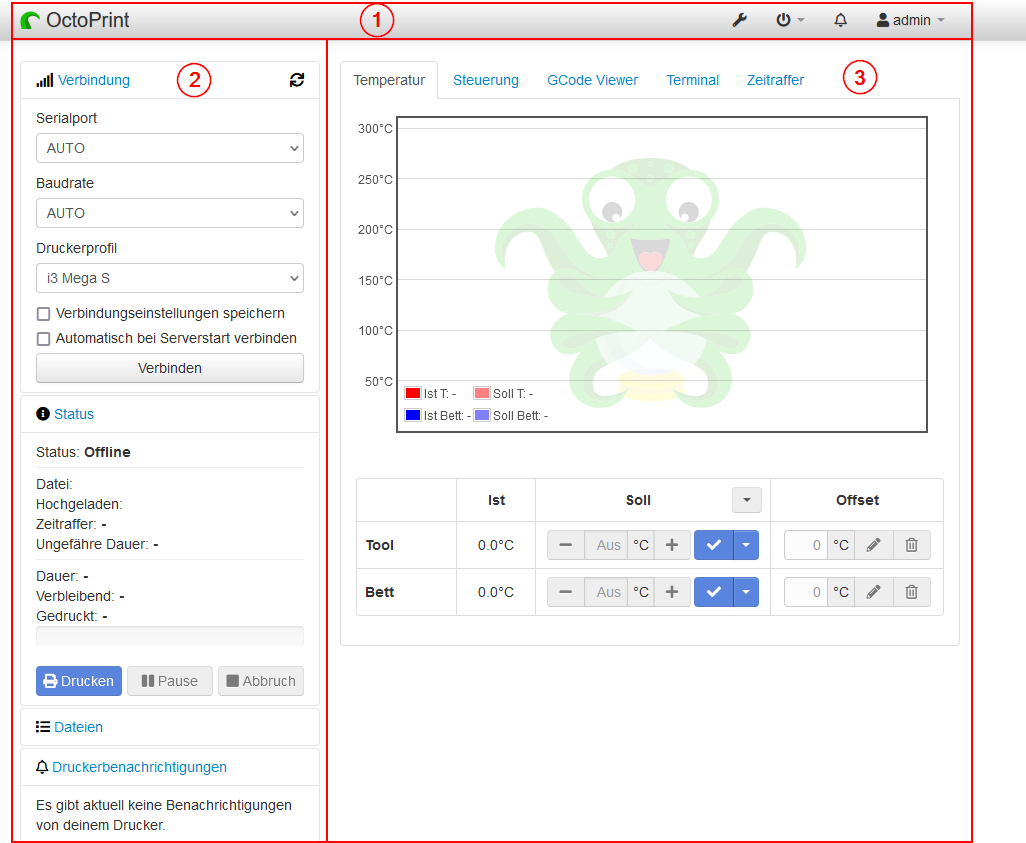 OctoPrint
1
admin
Verbindung
2
Serialport
AUTO
Baudrate
AUTO
Druckerprofil
i3 Mega S
Verbindungseinstellungen speichern
Automatisch bei Serverstart verbinden
Verbinden
Status
Status: Offline
Datei:
Hochgeladen:
Zeitraffer: -
Ungefähre Dauer: -
Dauer: -
Verbleibend: -
Gedruckt: -
Drucken Pause Abbruch
Dateien
Druckerbenachrichtigungen
Es gibt aktuell keine Benachrichtigungen
von deinem Drucker.
Temperatur Steuerung GCode Viewer Terminal Zeitraffer
3
300°C
250°C
200°C
150°C
100°C
50°C
Ist T: - Soll T: -
Ist Bett: - Soll Bett: -
Ist Soll Offset
Tool 0.0°C Aus °C 0 °C
Bett 0.0°C Aus °C 0 °C